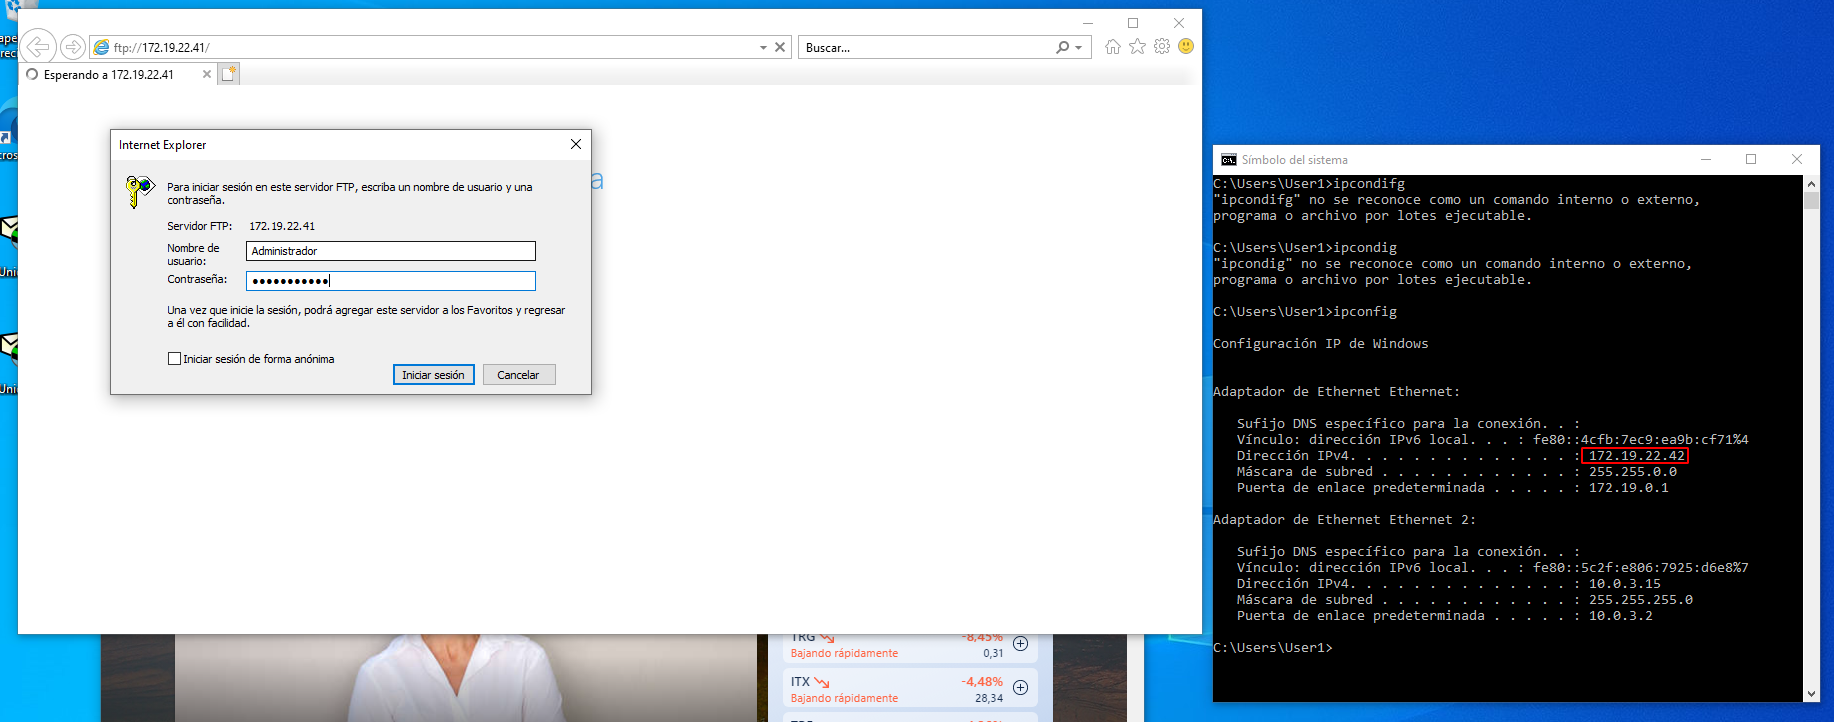 ftp://172.19.22.41/
Buscar...
Esperando a 172.19.22.41
Internet Explorer
Para iniciar sesión en este servidor FTP, escriba un nombre de usuario y una
contraseña.
Servidor FTP: 172.19.22.41
Nombre de
usuario:
Administrador
Contraseña:
Una vez que inicie la sesión, podrá agregar este servidor a los Favoritos y regresar
a él con facilidad.
Iniciar sesión de forma anónima
Iniciar sesión
Cancelar
a
TRG -8,45%
Bajando rápidamente 0,31
ITX -4,48%
Bajando rápidamente 28,34
Símbolo del sistema
C:\Users\User1>ipcondifg
"ipcondifg" no se reconoce como un comando interno o externo,
programa o archivo por lotes ejecutable.
C:\Users\User1>ipcondig
"ipcondig" no se reconoce como un comando interno o externo,
programa o archivo por lotes ejecutable.
C:\Users\User1>ipconfig
Configuración IP de Windows
Adaptador de Ethernet Ethernet:
Sufijo DNS específico para la conexión. . :
Vínculo: dirección IPv6 local. . . : fe80::4cfb:7ec9:ea9b:cf71%4
Dirección IPv4. . . . . . . . . . . . . . : 172.19.22.42
Máscara de subred . . . . . . . . . . . . : 255.255.0.0
Puerta de enlace predeterminada . . . . . : 172.19.0.1
Adaptador de Ethernet Ethernet 2:
Sufijo DNS específico para la conexión. . :
Vínculo: dirección IPv6 local. . . : fe80::5c2f:e806:7925:d6e8%7
Dirección IPv4. . . . . . . . . . . . . . : 10.0.3.15
Máscara de subred . . . . . . . . . . . . : 255.255.255.0
Puerta de enlace predeterminada . . . . . : 10.0.3.2
C:\Users\User1>